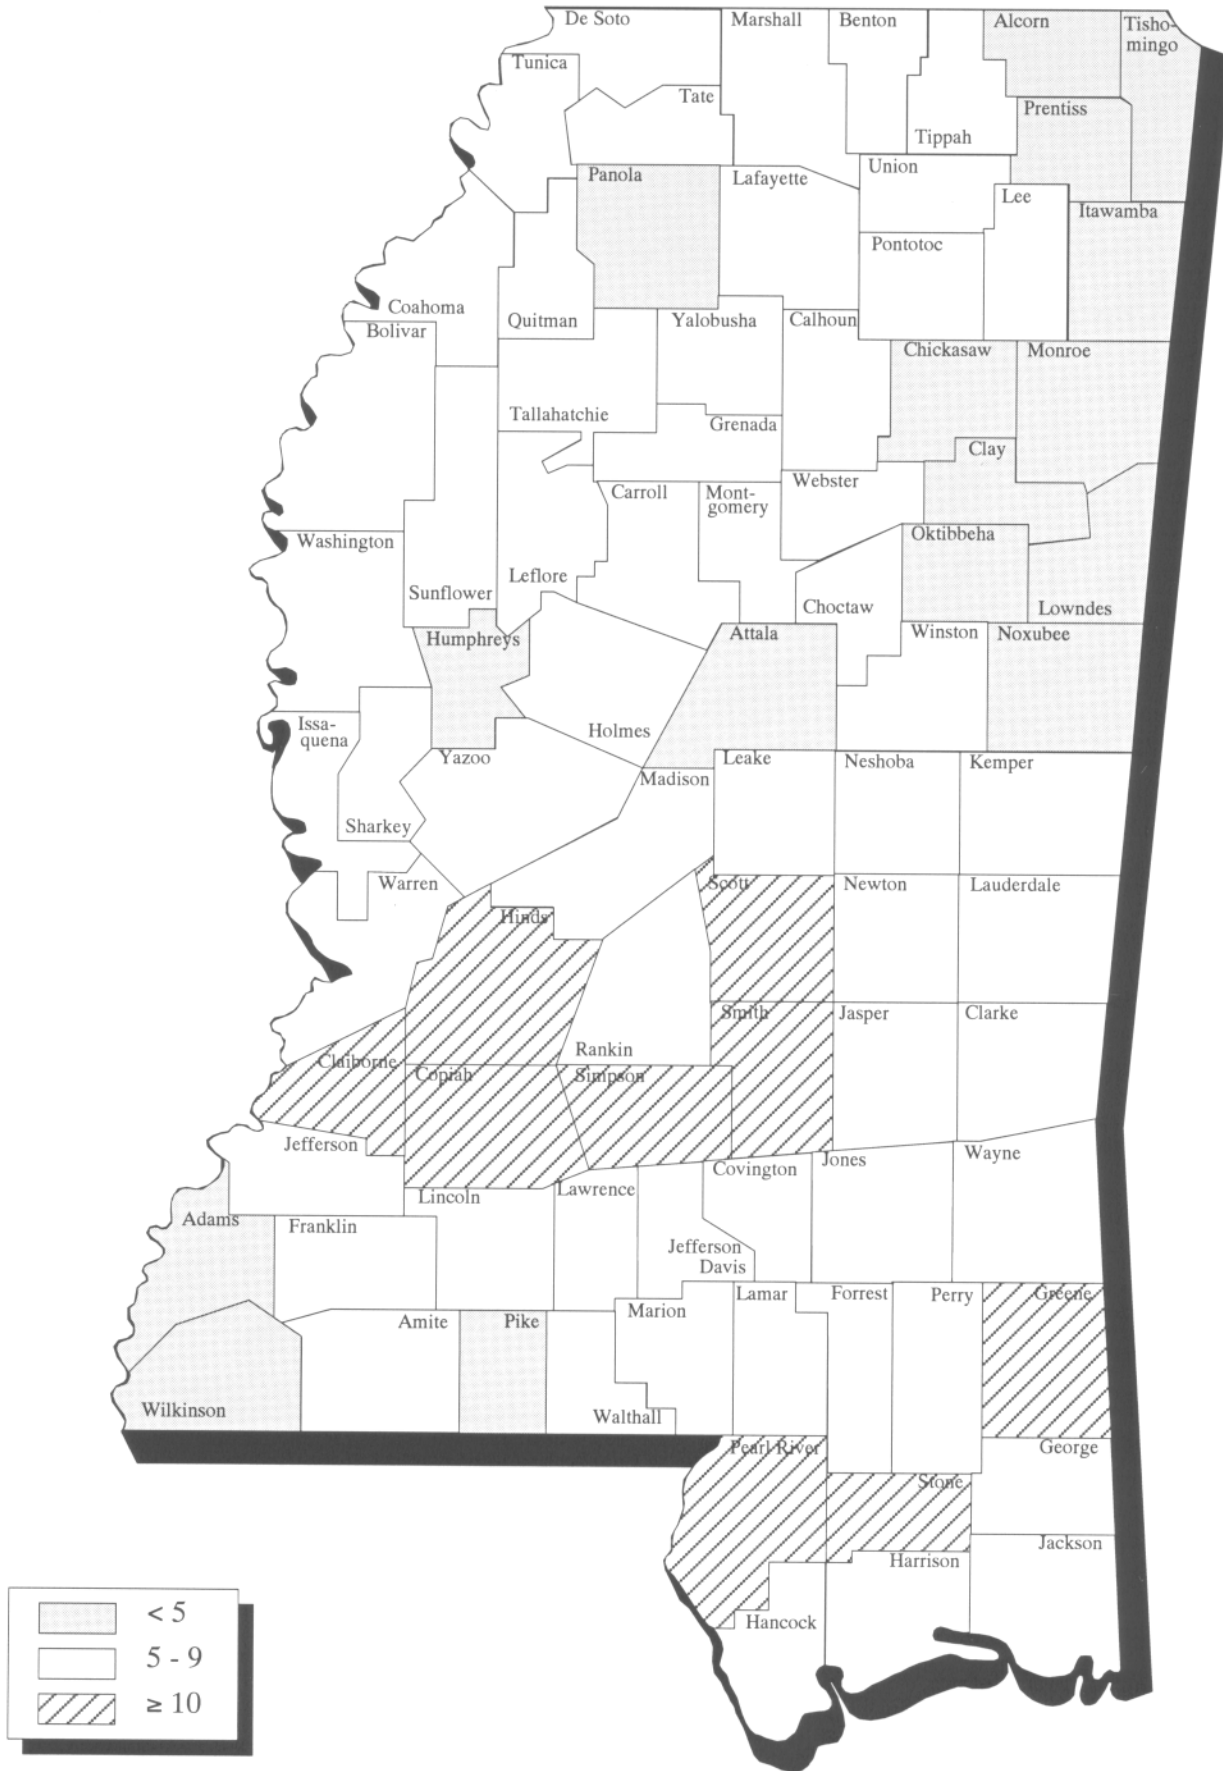 De Soto
Marshall
Benton
Alcorn
Tisho-
mingo
Tunica
Tate
Prentiss
Tippah
Panola
Lafayette
Union
Lee
Itawamba
Pontotoc
Coahoma
Bolivar
Quitman
Yalobusha
Calhoun
Chickasaw
Monroe
Tallahatchie
Grenada
Clay
Carroll
Mont-
gomery
Webster
Washington
Oktibbeha
Sunflower
Leflore
Choctaw
Lowndes
Humphreys
Attala
Winston
Noxubee
Issa-
quena
Holmes
Yazoo
Madison
Leake
Neshoba
Kemper
Sharkey
Warren
Scott
Newton
Lauderdale
Hinds
Smith
Jasper
Clarke
Rankin
Claiborne
Copiah
Simpson
Jefferson
Covington
Jones
Wayne
Lincoln
Lawrence
Adams
Franklin
Jefferson
Davis
Amite
Pike
Marion
Lamar
Forrest
Perry
Greene
Wilkinson
Walthall
Pearl River
George
Stone
Harrison
Jackson
Hancock
< 5
5 - 9
≥ 10